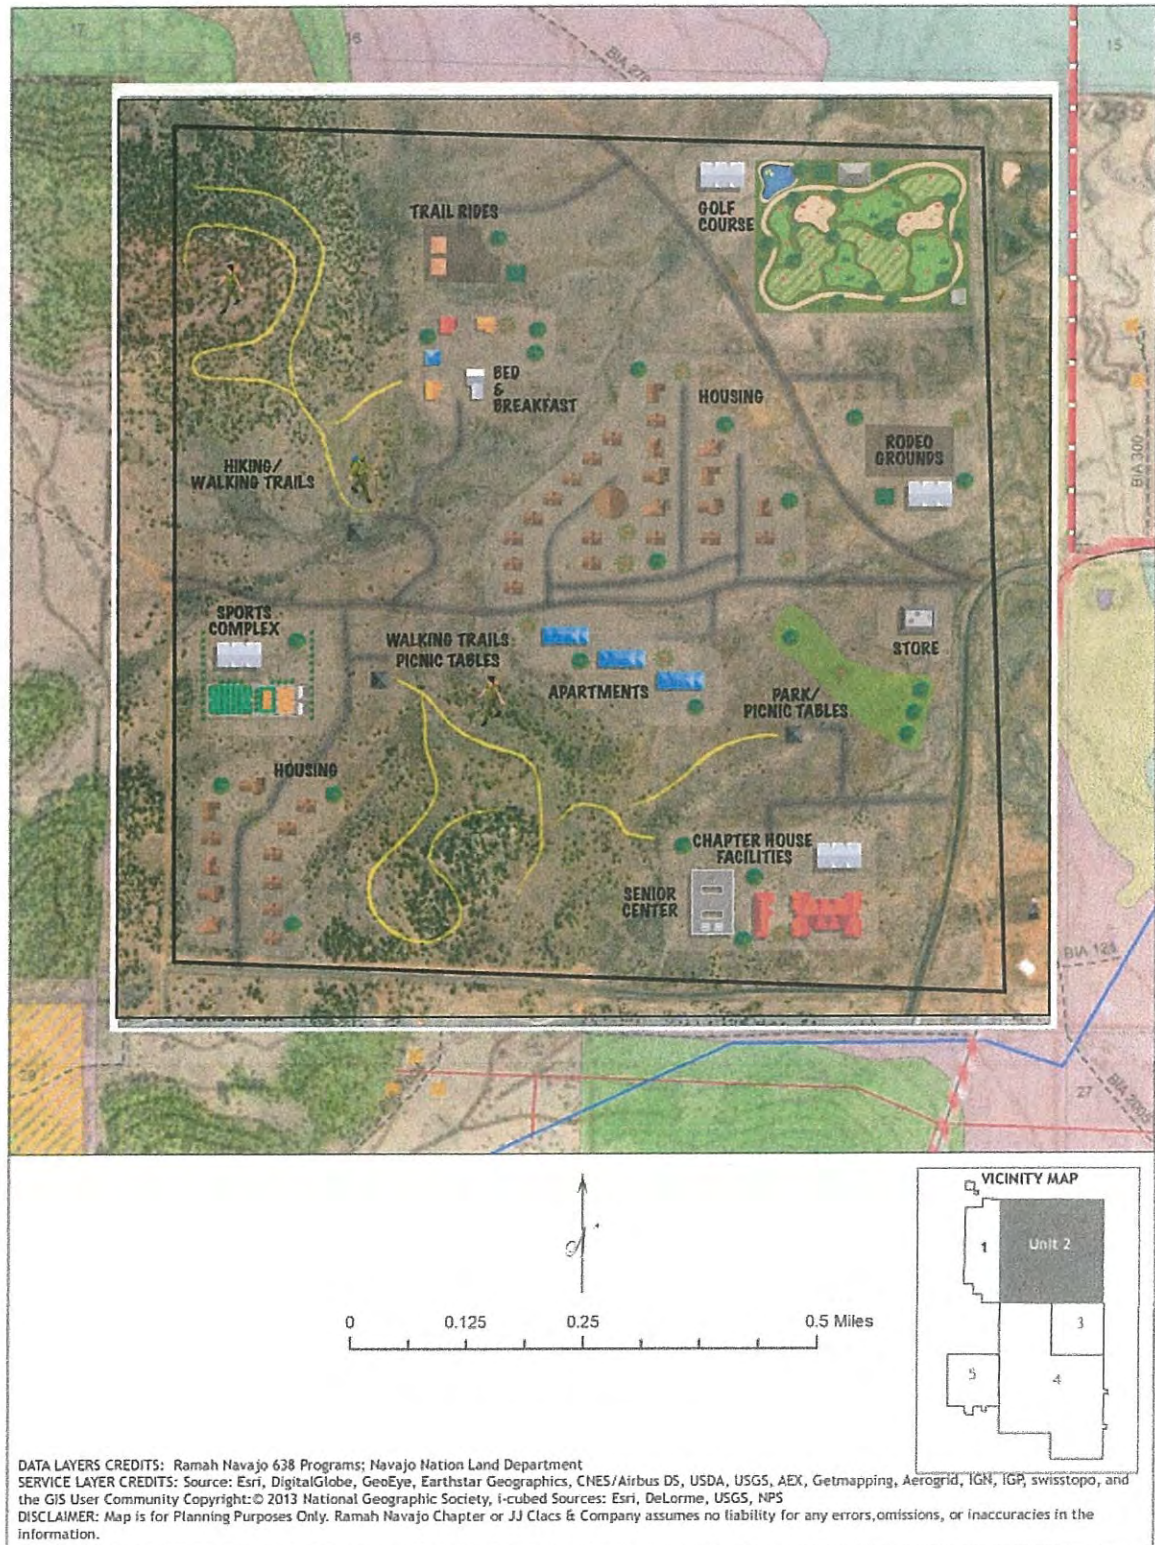 17
16
BIA 276
15
TRAIL RIDES
GOLF
COURSE
BED
&
BREAKFAST
HOUSING
RODEO
GROUNDS
HIKING/
WALKING TRAILS
BIA 300
SPORTS
COMPLEX
WALKING TRAILS
PICNIC TABLES
STORE
APARTMENTS
PARK/
PICNIC TABLES
HOUSING
CHAPTER HOUSE
FACILITIES
SENIOR
CENTER
BIA 121
27
VICINITY MAP
1
Unit 2
3
5
4
0 0.125 0.25 0.5 Miles
DATA LAYERS CREDITS: Ramah Navajo 638 Programs; Navajo Nation Land Department
SERVICE LAYER CREDITS: Source: Esri, DigitalGlobe, GeoEye, Earthstar Geographics, CNES/Airbus DS, USDA, USGS, AEX, Getmapping, Aerogrid, IGN, IGP, swisstopo, and
the GIS User Community Copyright:© 2013 National Geographic Society, i-cubed Sources: Esri, DeLorme, USGS, NPS
DISCLAIMER: Map is for Planning Purposes Only. Ramah Navajo Chapter or JJ Clacs & Company assumes no liability for any errors,omissions, or inaccuracies in the
information.